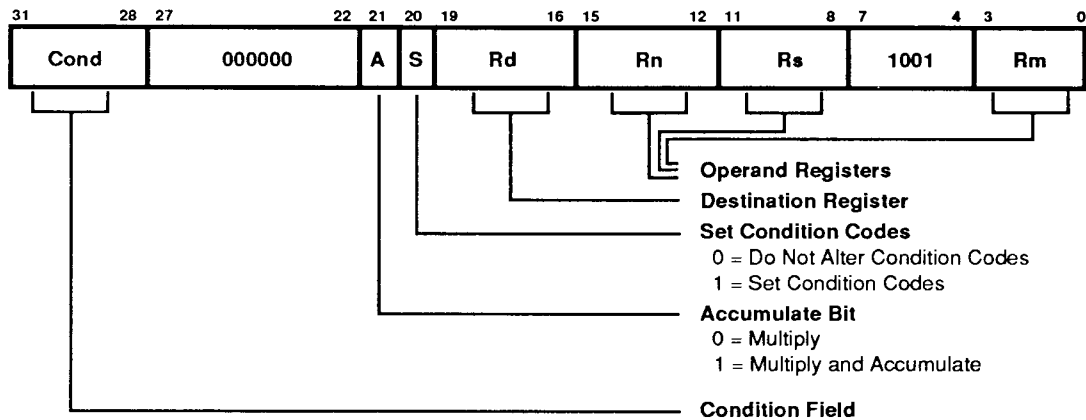 31 28 27 22 21 20 19 16 15 12 11 8 7 4 3 0
Cond 000000 A S Rd Rn Rs 1001 Rm
Operand Registers
Destination Register
Set Condition Codes
0 = Do Not Alter Condition Codes
1 = Set Condition Codes
Accumulate Bit
0 = Multiply
1 = Multiply and Accumulate
Condition Field